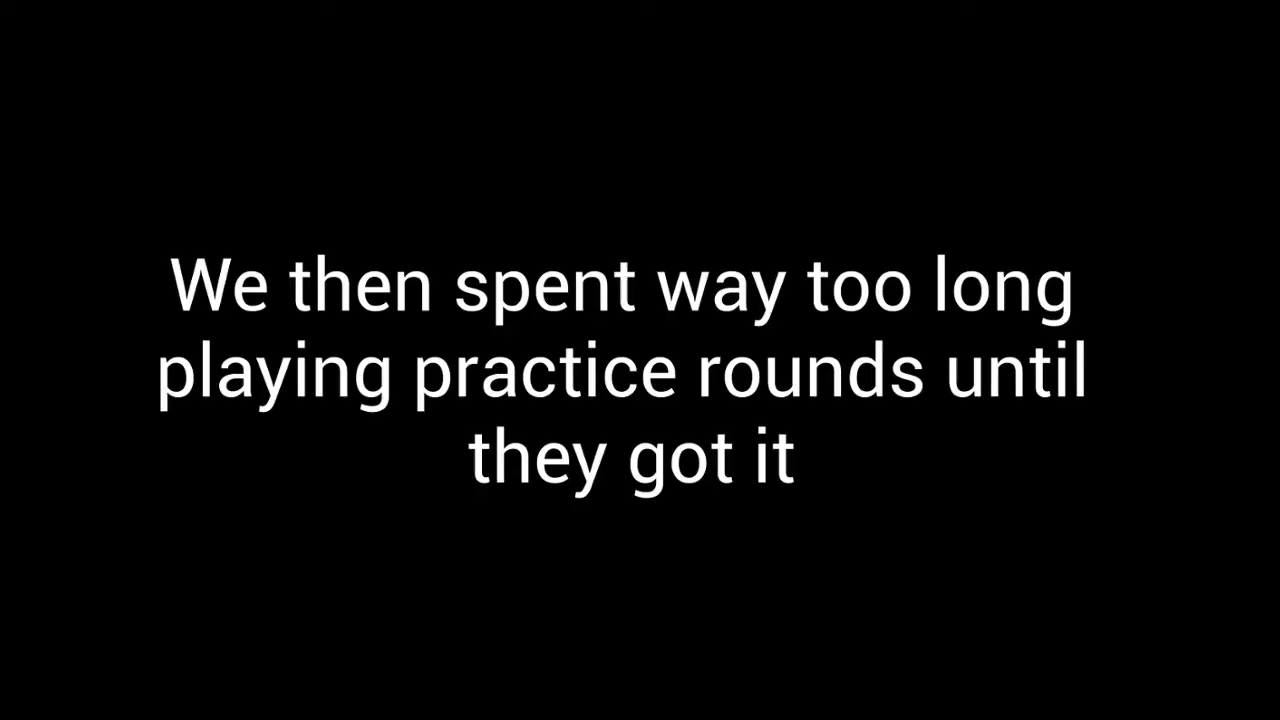 We then spent way too long
playing practice rounds until
they got it